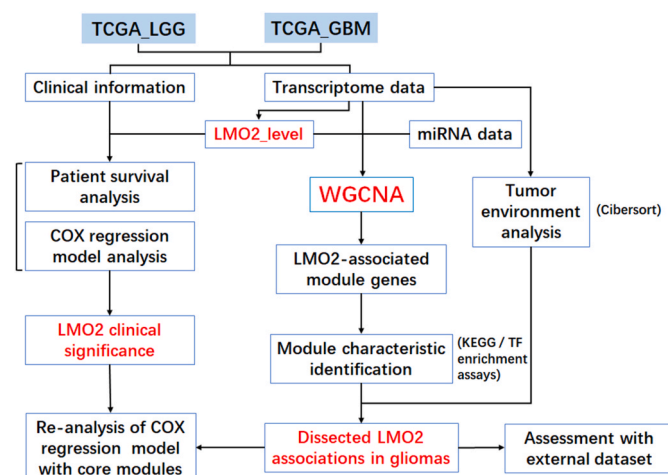 TCGA_LGG
TCGA_GBM
Clinical information
Transcriptome data
LMO2_level
miRNA data
Patient survival
analysis
WGCNA
Tumor
environment
analysis
(Cibersort)
COX regression
model analysis
LMO2-associated
module genes
LMO2 clinical
significance
Module characteristic
identification
(KEGG / TF
enrichment
assays)
Re-analysis of COX
regression model
with core modules
Dissected LMO2
associations in gliomas
Assessment with
external dataset